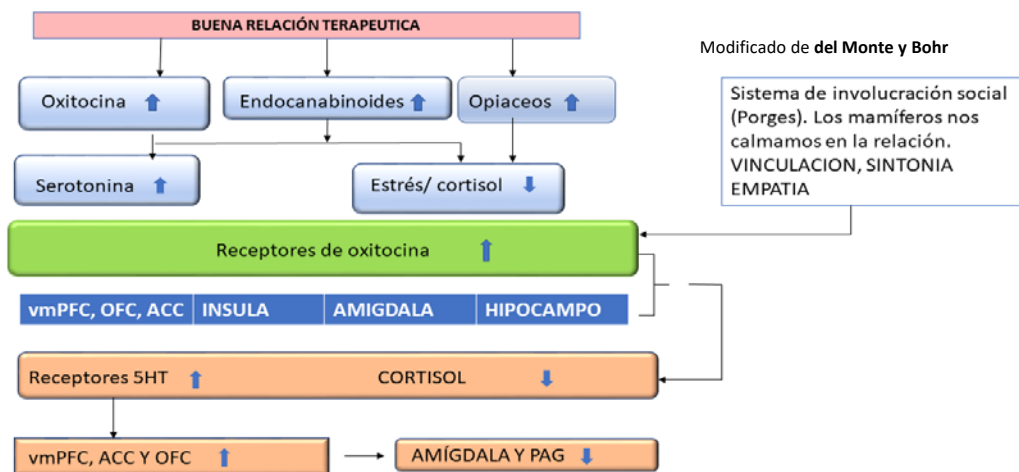 BUENA RELACIÓN TERAPEUTICA
Modificado de del Monte y Bohr
Oxitocina
Endocanabinoides
Opiaceos
Sistema de involucración social
(Porges). Los mamíferos nos
calmamos en la relación.
VINCULACION, SINTONIA
EMPATIA
Serotonina
Estrés/ cortisol
Receptores de oxitocina
vmPFC, OFC, ACC
INSULA
AMIGDALA
HIPOCAMPO
Receptores 5HT
CORTISOL
vmPFC, ACC Y OFC
AMÍGDALA Y PAG